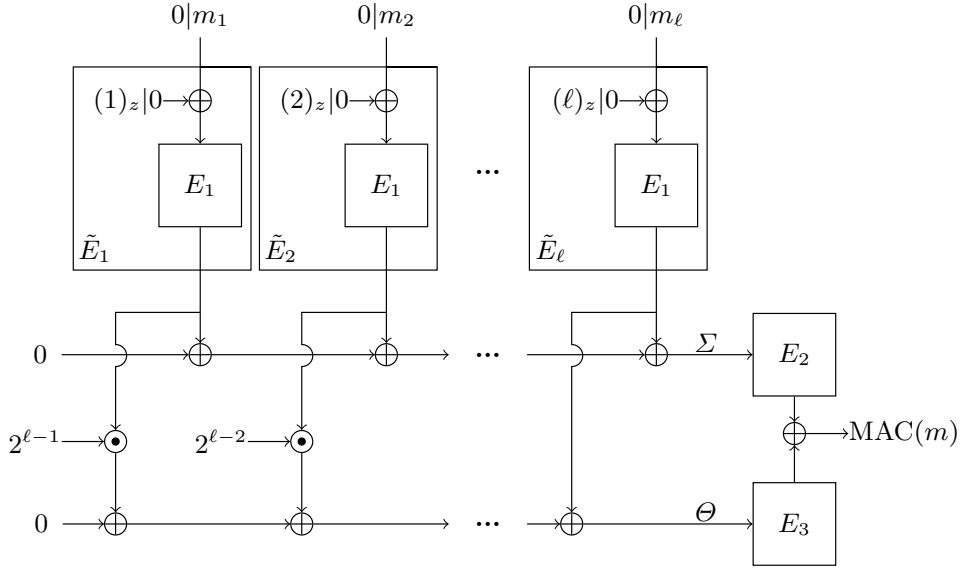 0|m₁ 0|m₂ 0|m_ℓ
(1)_z|0 (2)_z|0 (ℓ)_z|0
E₁ E₁ ... E₁
Ẽ₁ Ẽ₂ Ẽ_ℓ
0 ... Σ E₂
2^{ℓ−1} 2^{ℓ−2} MAC(m)
0 ... Θ E₃